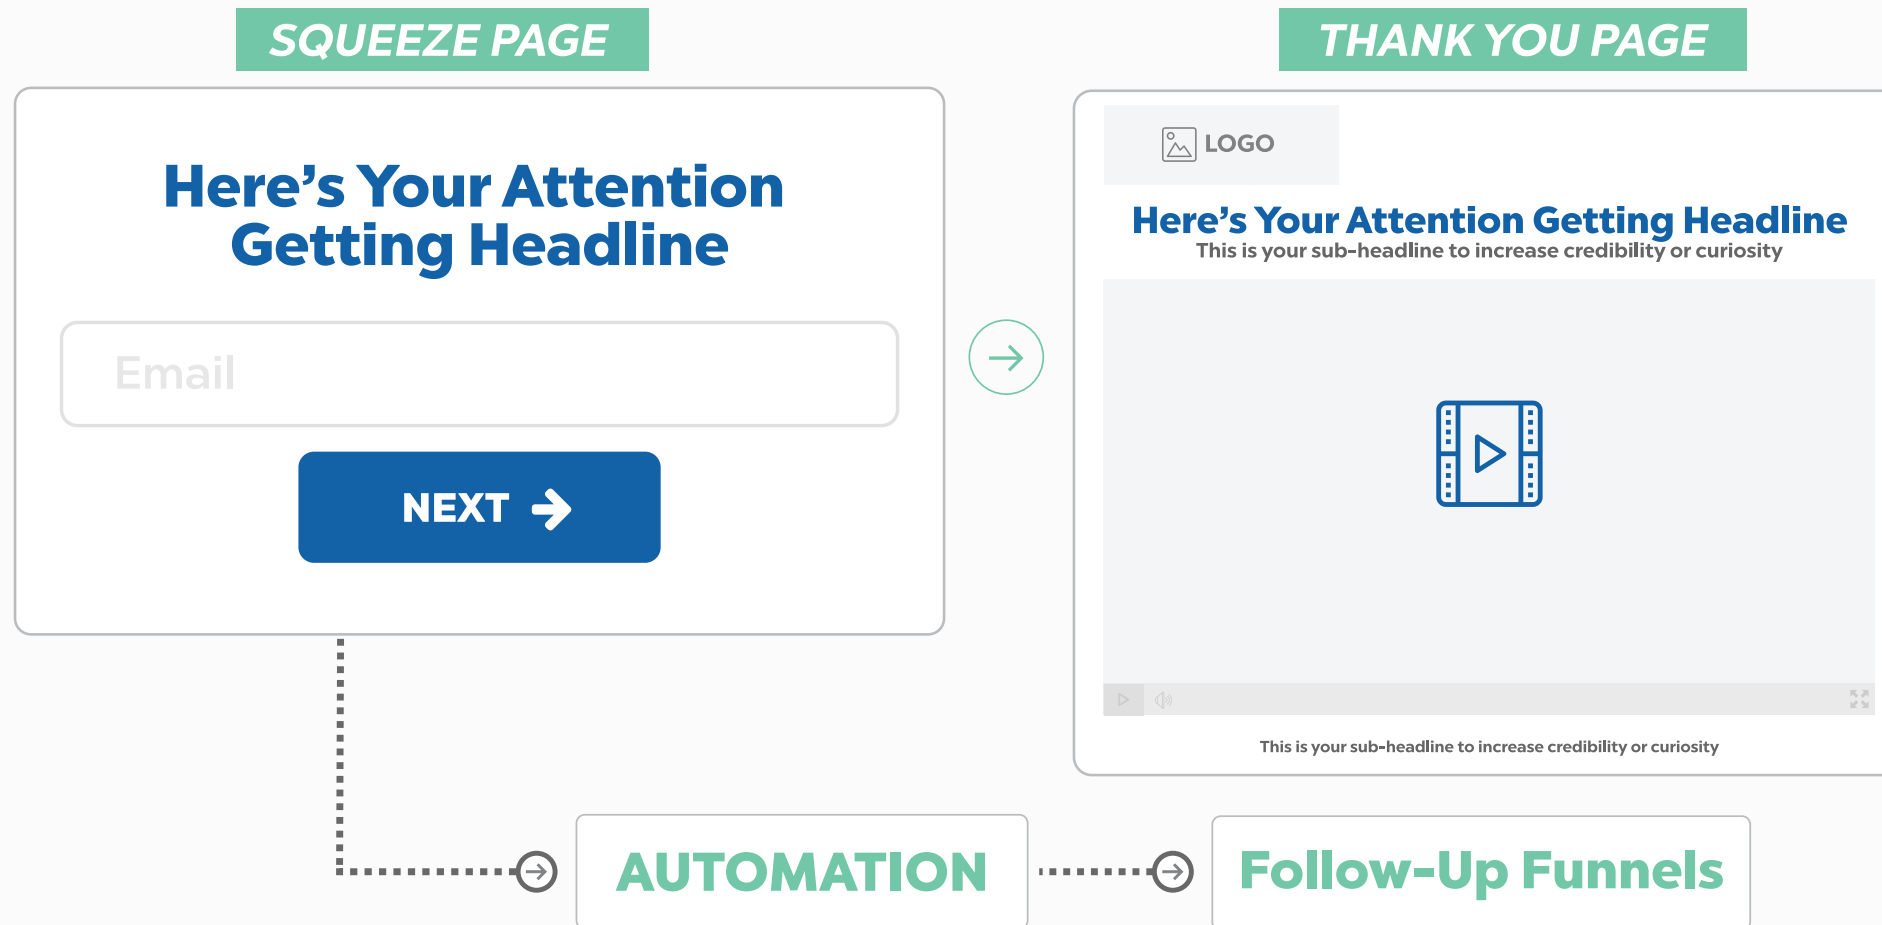 SQUEEZE PAGE
Here’s Your Attention
Getting Headline
Email
NEXT
THANK YOU PAGE
LOGO
Here’s Your Attention Getting Headline
This is your sub-headline to increase credibility or curiosity
This is your sub-headline to increase credibility or curiosity
AUTOMATION
Follow-Up Funnels